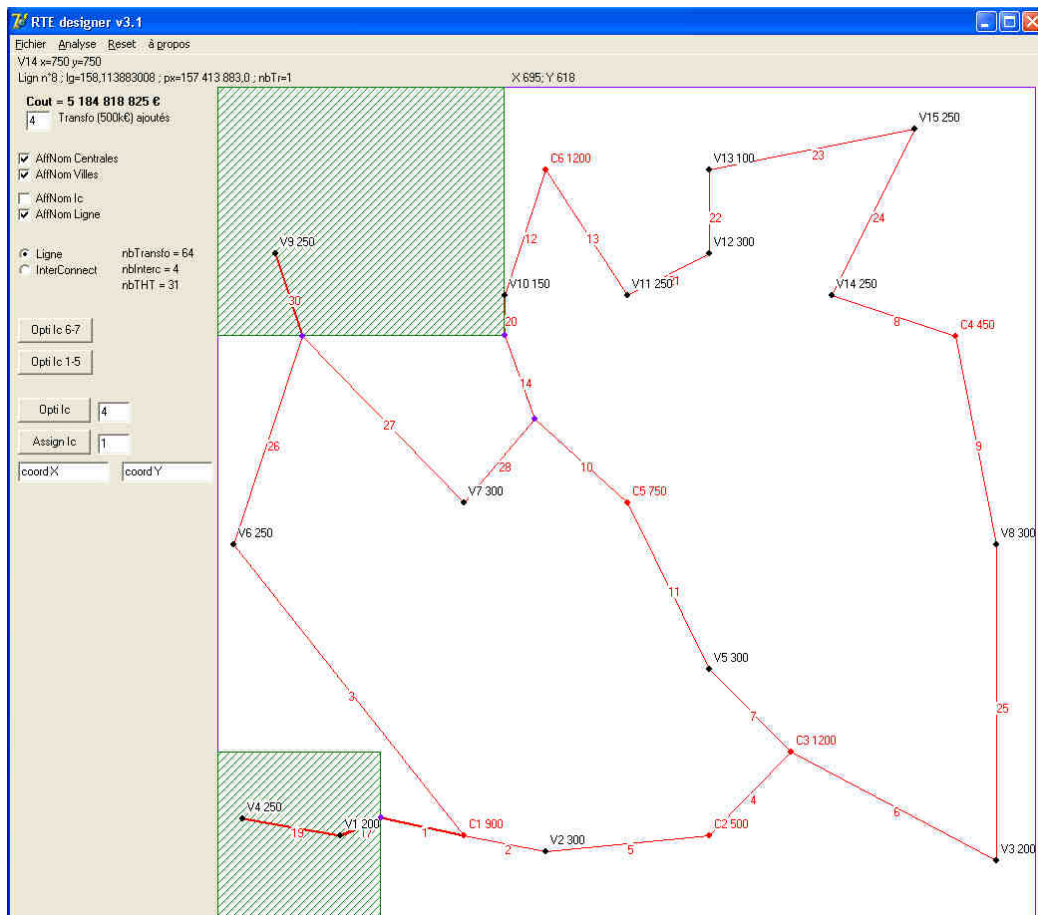 RTE designer v3.1
Fichier Analyse Reset à propos
V14 x=750 y=750
Lign n°8 ; lg=158,113883008 ; px=157 413 883,0 ; nbTr=1 X 695; Y 618
Cout = 5 184 818 825 €
4 Transfo (500k€) ajoutés
AffNom Centrales
AffNom Villes
AffNom Ic
AffNom Ligne
Ligne nbTransfo = 64
InterConnect nbInterc = 4
nbTHT = 31
Opti Ic 6-7
Opti Ic 1-5
Opti Ic 4
Assign Ic 1
coord X coord Y
V15 250
23
V13 100
C6 1200
22
24
12
13
V9 250
V12 300
30
V10 150
V11 250
21
V14 250
20
8
C4 450
14
27
26
28
10
9
V7 300
C5 750
V6 250
V8 300
11
V5 300
3
7
25
C3 1200
4
6
V4 250
19
V1 200
17
1
C1 900
2
V2 300
5
C2 500
V3 200